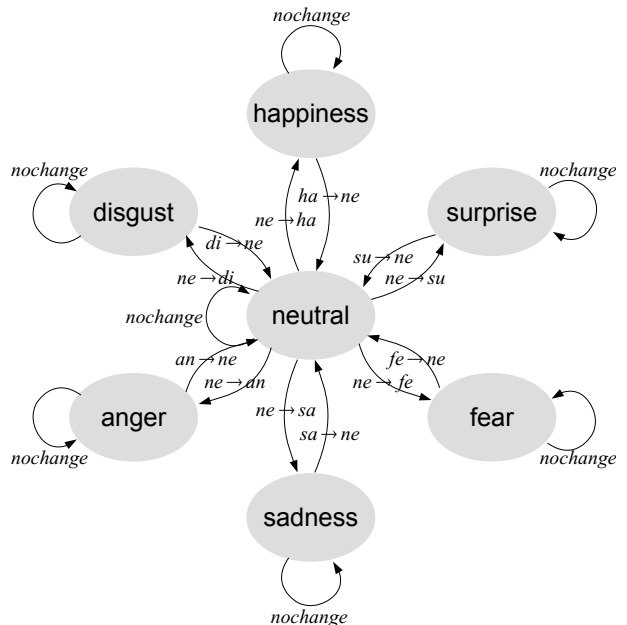 nochange
happiness
nochange
nochange
disgust
ha→ne
surprise
ne→ha
di→ne
su→ne
ne→di
ne→su
nochange
neutral
an→ne
fe→ne
ne→an
ne→fe
anger
ne→sa
fear
sa→ne
nochange
nochange
sadness
nochange